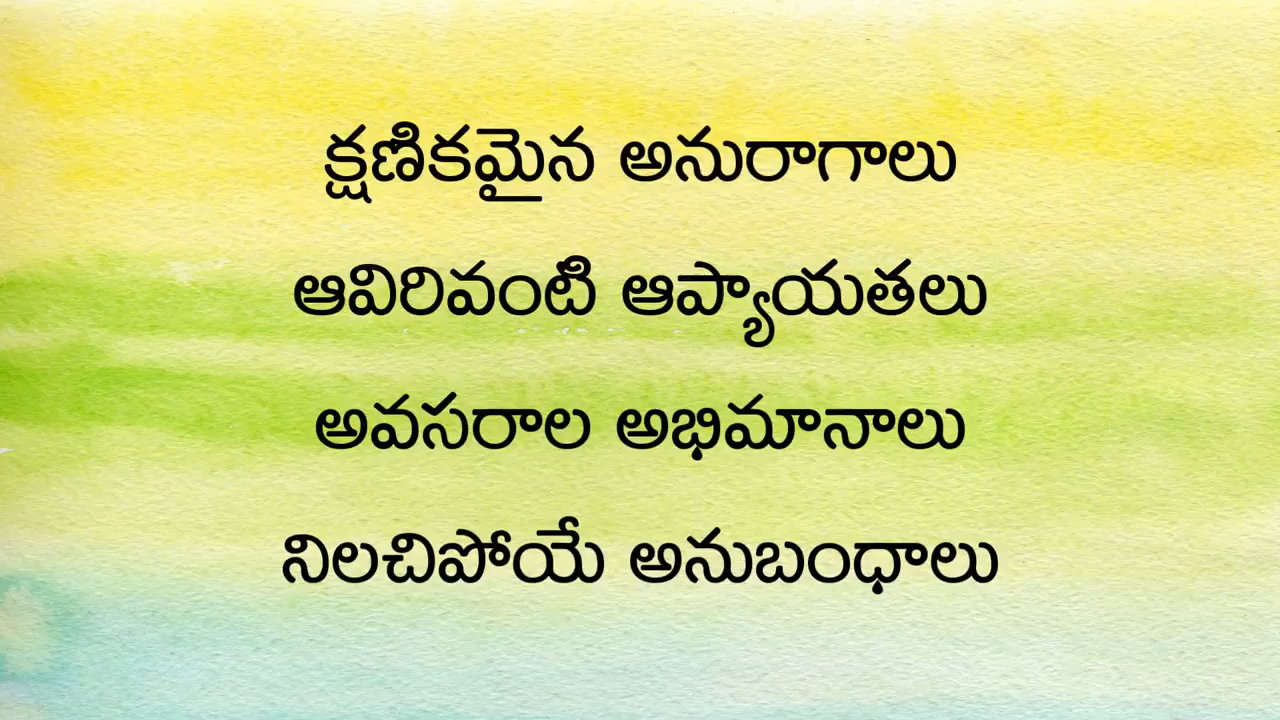 క్షణికమైన అనురాగాలు
ఆవిరివంటి ఆప్యాయతలు
అవసరాల అభిమానాలు
నిలచిపోయే అనుబంధాలు